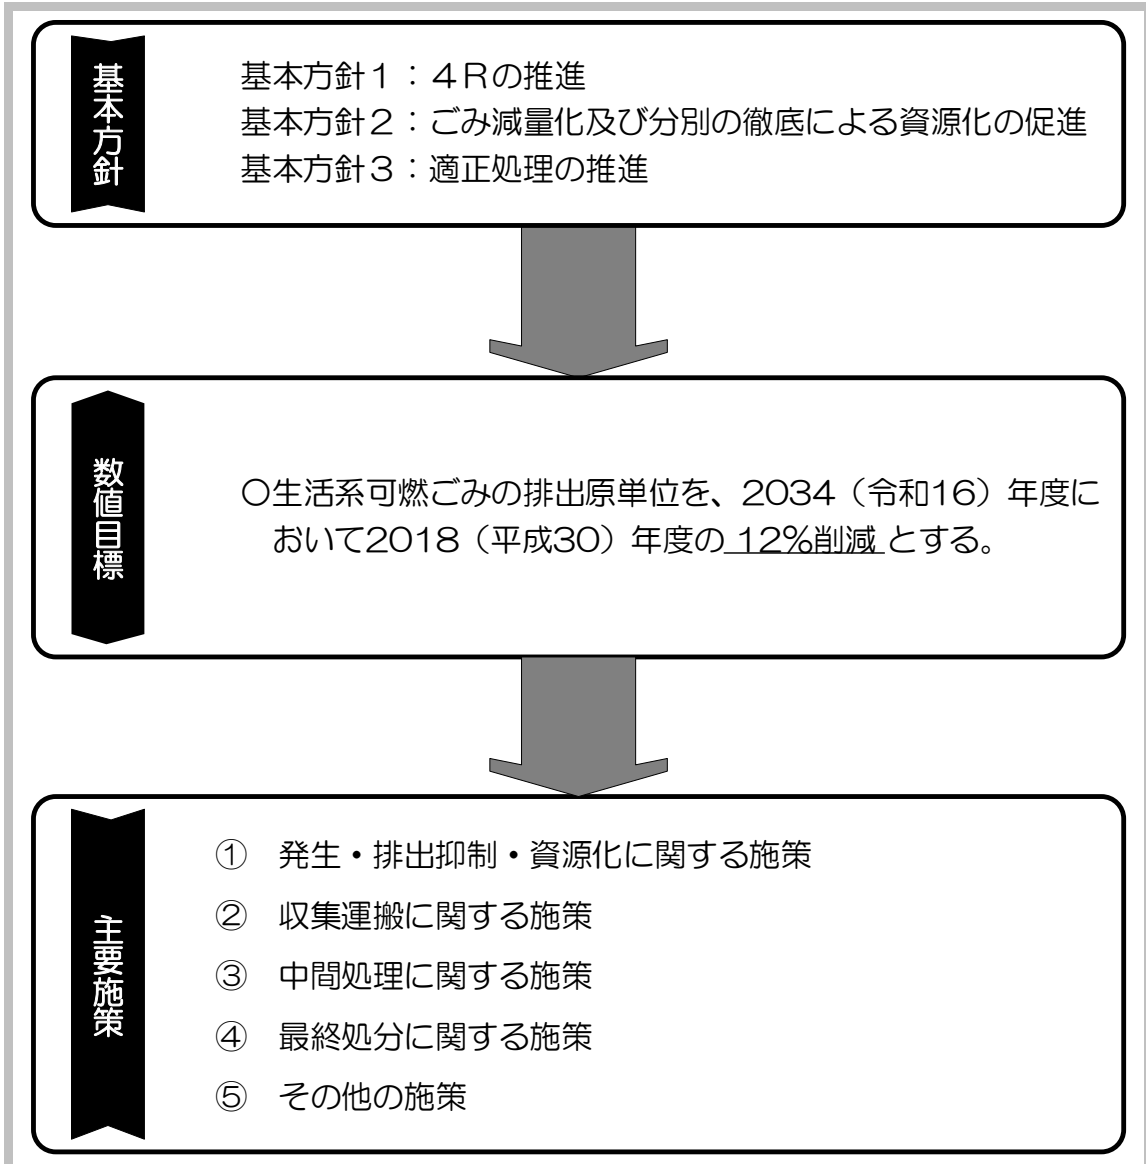 基本方針
基本方針１：４Ｒの推進
基本方針２：ごみ減量化及び分別の徹底による資源化の促進
基本方針３：適正処理の推進
数値目標
○生活系可燃ごみの排出原単位を、2034（令和16）年度に
おいて2018（平成30）年度の 12%削減 とする。
主要施策
①　発生・排出抑制・資源化に関する施策
②　収集運搬に関する施策
③　中間処理に関する施策
④　最終処分に関する施策
⑤　その他の施策